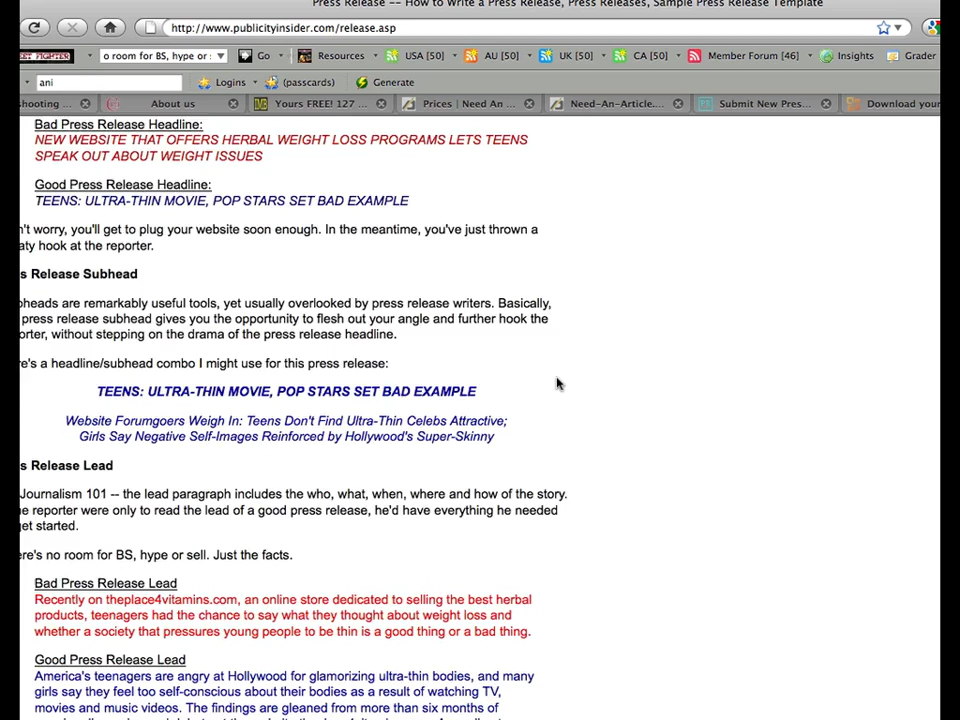 Press Release -- How to Write a Press Release, Press Releases, Sample Press Release Template
http://www.publicityinsider.com/release.asp
o room for BS, hype or : Go Resources USA [50] AU [50] UK [50] CA [50] Member Forum [46] Insights Grader
ani Logins (passcards) Generate
shooting ... About us Yours FREE! 127 ... Prices | Need An ... Need-An-Article.... Submit New Pres... Download your
Bad Press Release Headline:
NEW WEBSITE THAT OFFERS HERBAL WEIGHT LOSS PROGRAMS LETS TEENS
SPEAK OUT ABOUT WEIGHT ISSUES
Good Press Release Headline:
TEENS: ULTRA-THIN MOVIE, POP STARS SET BAD EXAMPLE
n't worry, you'll get to plug your website soon enough. In the meantime, you've just thrown a
aty hook at the reporter.
s Release Subhead
bheads are remarkably useful tools, yet usually overlooked by press release writers. Basically,
press release subhead gives you the opportunity to flesh out your angle and further hook the
orter, without stepping on the drama of the press release headline.
re's a headline/subhead combo I might use for this press release:
TEENS: ULTRA-THIN MOVIE, POP STARS SET BAD EXAMPLE
Website Forumgoers Weigh In: Teens Don't Find Ultra-Thin Celebs Attractive;
Girls Say Negative Self-Images Reinforced by Hollywood's Super-Skinny
s Release Lead
Journalism 101 -- the lead paragraph includes the who, what, when, where and how of the story.
e reporter were only to read the lead of a good press release, he'd have everything he needed
get started.
ere's no room for BS, hype or sell. Just the facts.
Bad Press Release Lead
Recently on theplace4vitamins.com, an online store dedicated to selling the best herbal
products, teenagers had the chance to say what they thought about weight loss and
whether a society that pressures young people to be thin is a good thing or a bad thing.
Good Press Release Lead
America's teenagers are angry at Hollywood for glamorizing ultra-thin bodies, and many
girls say they feel too self-conscious about their bodies as a result of watching TV,
movies and music videos. The findings are gleaned from more than six months of